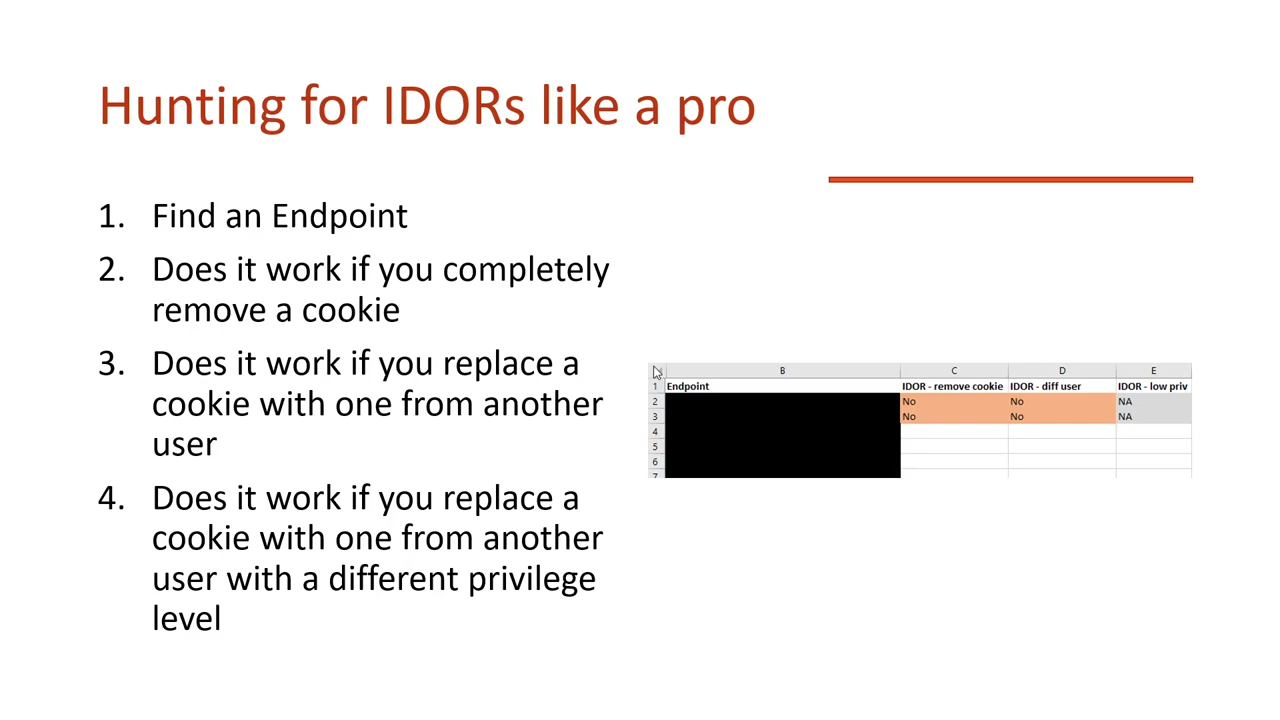 Hunting for IDORs like a pro
1. Find an Endpoint
2. Does it work if you completely
remove a cookie
3. Does it work if you replace a
cookie with one from another
user
4. Does it work if you replace a
cookie with one from another
user with a different privilege
level
B C D E
1 Endpoint IDOR - remove cookie IDOR - diff user IDOR - low priv
2 No No NA
3 No No NA
4
5
6
7